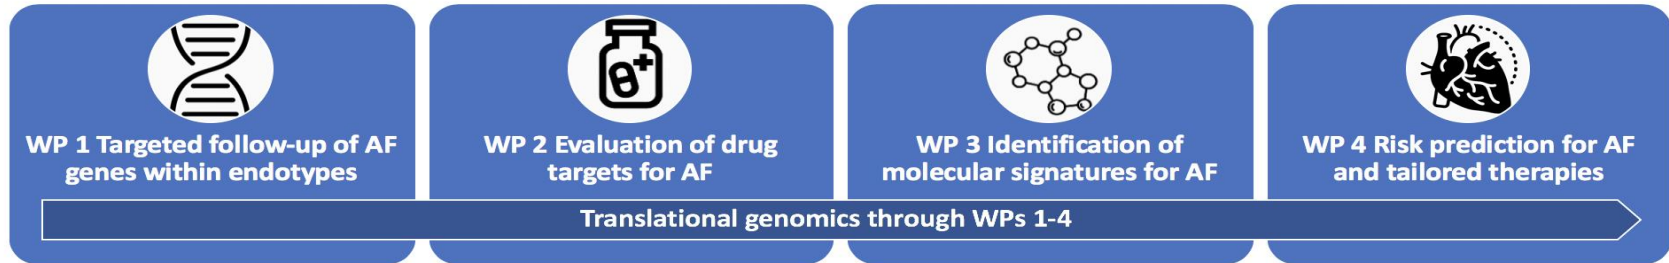 WP 1 Targeted follow-up of AF
genes within endotypes
WP 2 Evaluation of drug
targets for AF
WP 3 Identification of
molecular signatures for AF
WP 4 Risk prediction for AF
and tailored therapies
Translational genomics through WPs 1-4